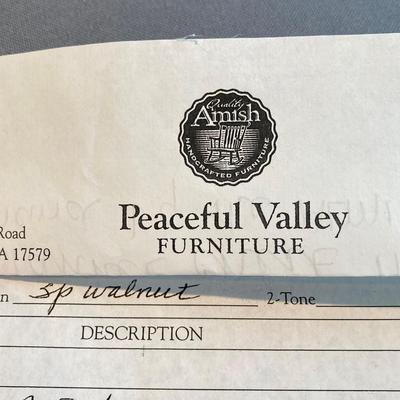 Quality
Amish
HANDCRAFTED FURNITURE
Peaceful Valley
FURNITURE
Road
A 17579
n sp walnut 2-Tone
DESCRIPTION